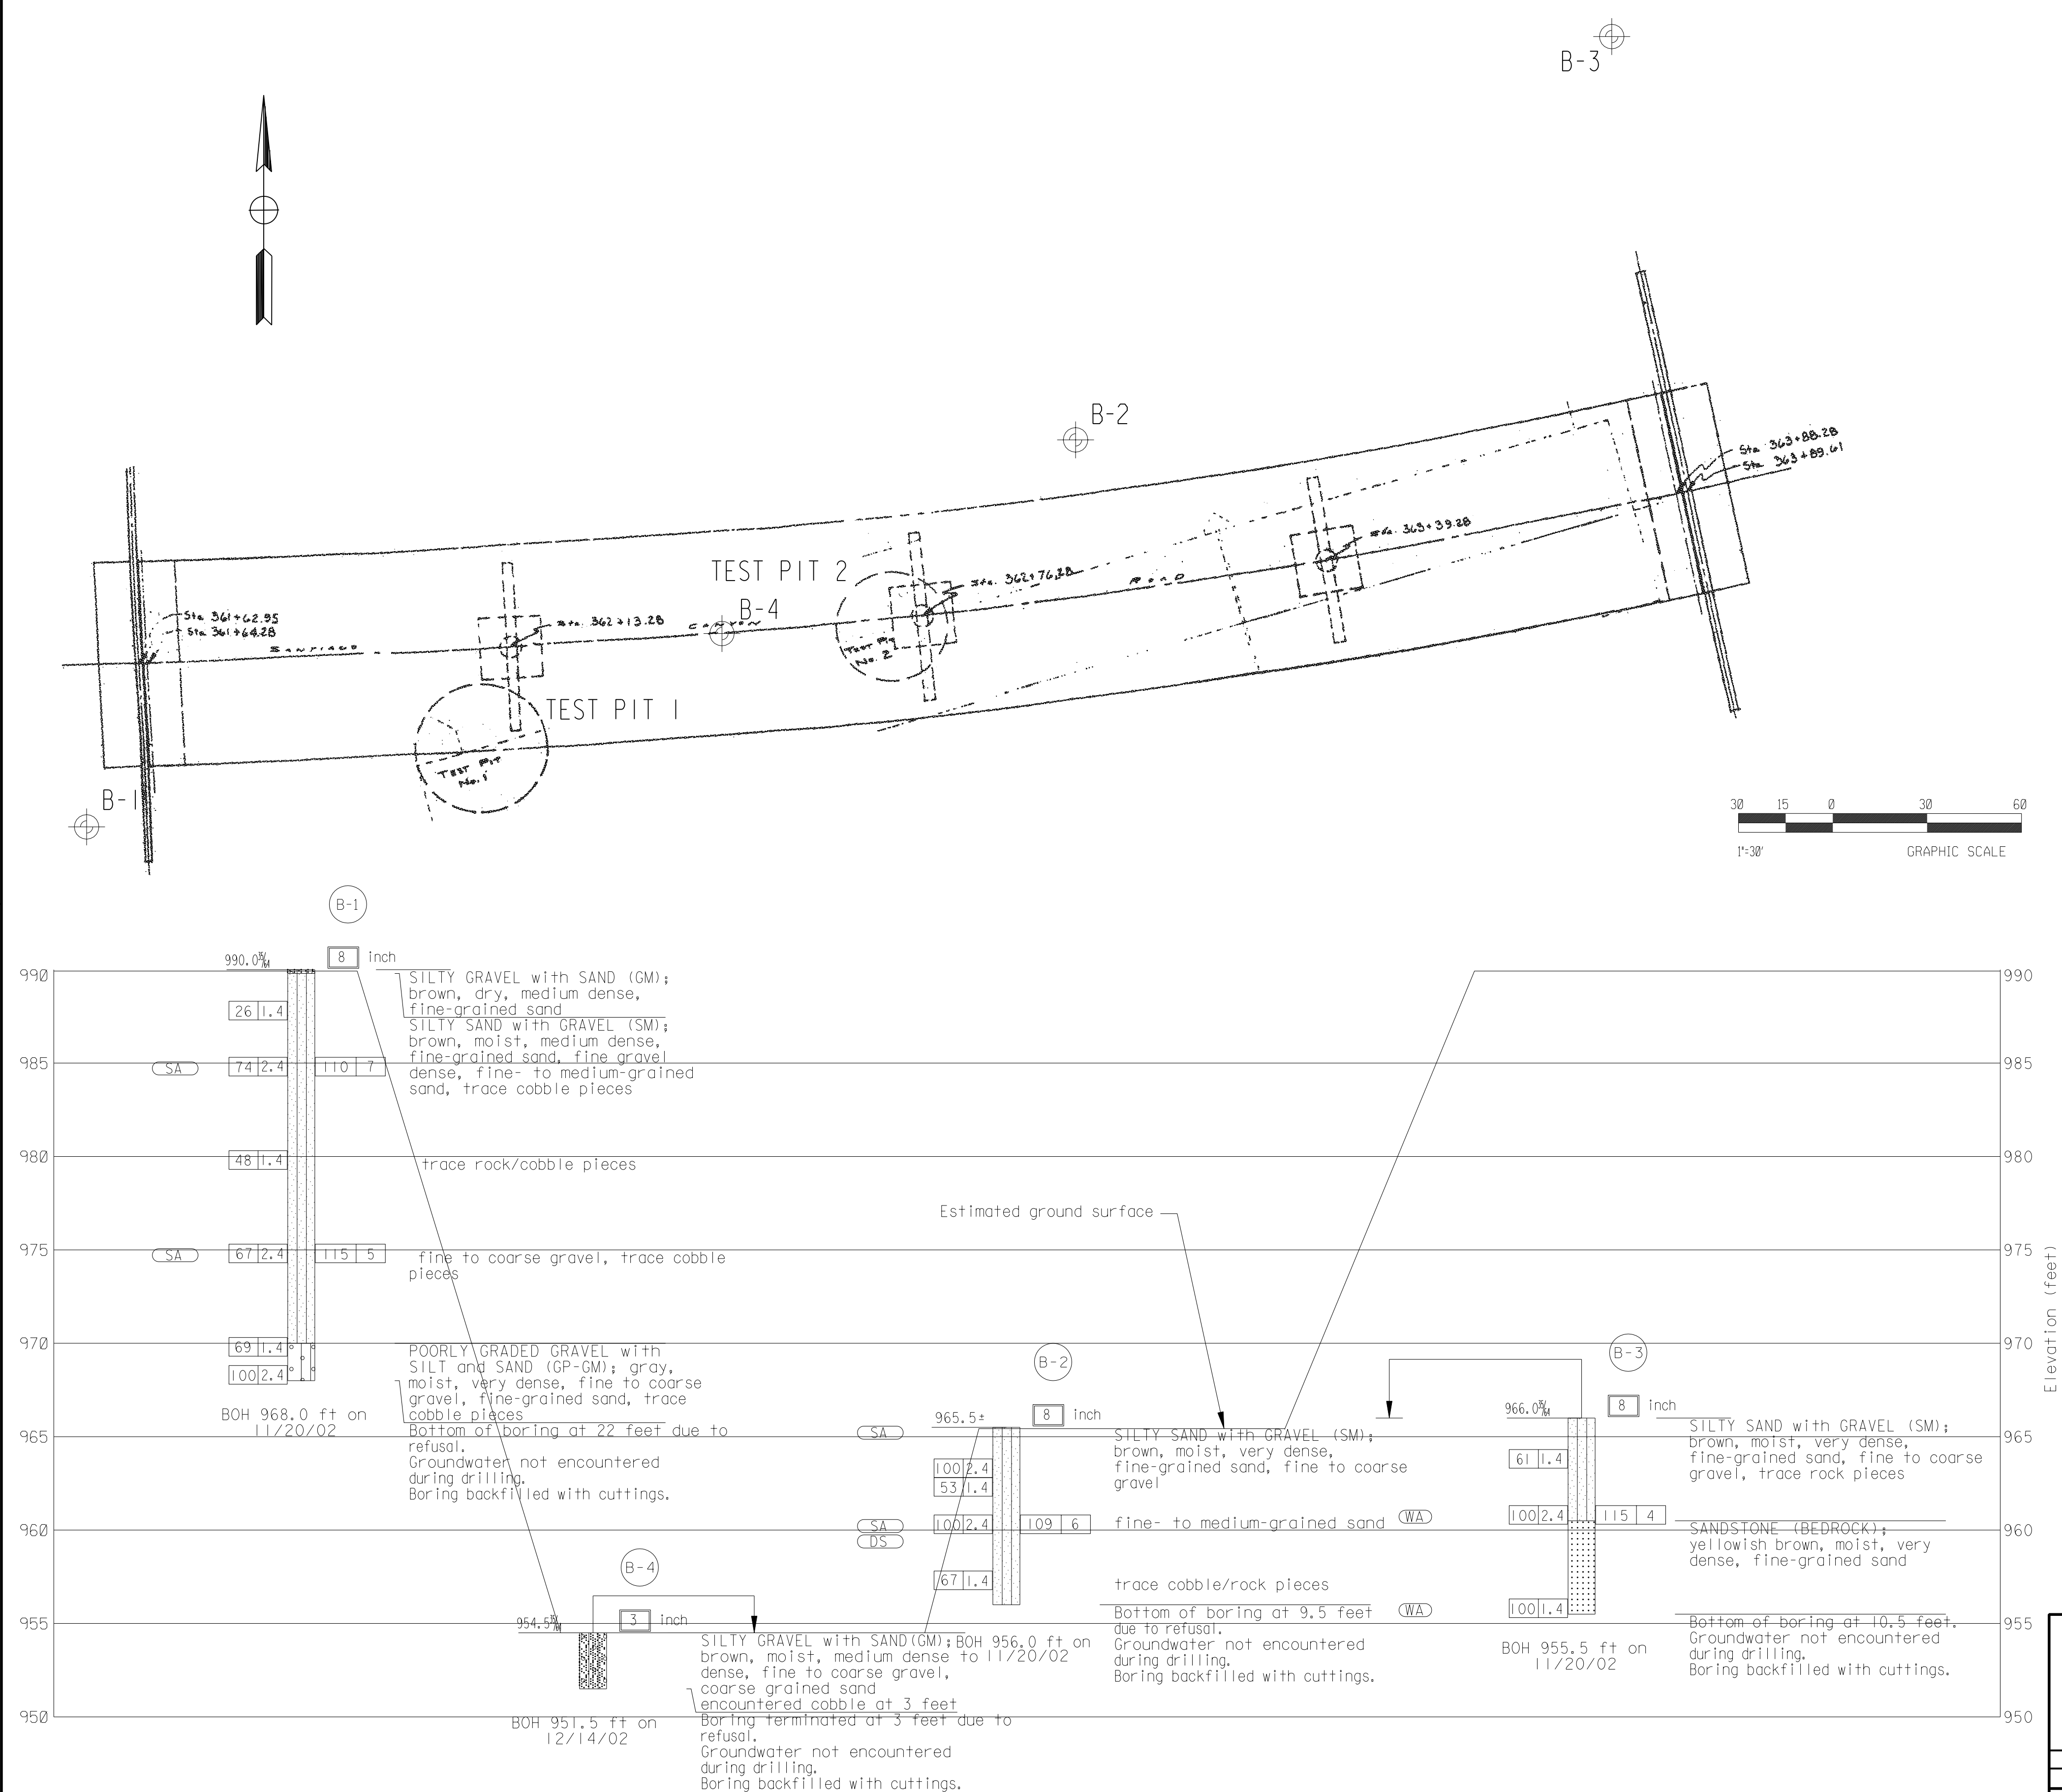 B-3
B-2
Sta 363+88.28
Sta 363+89.61
Sta. 363+39.28
TEST PIT 2
Sta. 362+76.28
ROAD
B-4
Sta 361+62.95
Sta 361+64.28
Sta. 362+13.28
CANYON
SANTIAGO
TEST PIT
No. 2
TEST PIT 1
TEST PIT
No. 1
B-1
30 15 0 30 60
1"=30' GRAPHIC SCALE
B-1
990.0
8 inch
990
990
SILTY GRAVEL with SAND (GM);
brown, dry, medium dense,
fine-grained sand
26 1.4
SILTY SAND with GRAVEL (SM);
brown, moist, medium dense,
fine-grained sand, fine gravel
985
SA
74 2.4
110 7
985
dense, fine- to medium-grained
sand, trace cobble pieces
980
48 1.4
trace rock/cobble pieces
980
Estimated ground surface
975
SA
67 2.4
115 5
fine to coarse gravel, trace cobble
pieces
975
Elevation (feet)
970
69 1.4
100 2.4
970
POORLY GRADED GRAVEL with
SILT and SAND (GP-GM); gray,
moist, very dense, fine to coarse
gravel, fine-grained sand, trace
cobble pieces
BOH 968.0 ft on
11/20/02
Bottom of boring at 22 feet due to
refusal.
Groundwater not encountered
during drilling.
Boring backfilled with cuttings.
965
965
B-2
965.5±
8 inch
SA
SILTY SAND with GRAVEL (SM);
brown, moist, very dense,
fine-grained sand, fine to coarse
gravel
100 2.4
53 1.4
SA
DS
100 2.4
109 6
fine- to medium-grained sand
67 1.4
trace cobble/rock pieces
Bottom of boring at 9.5 feet
due to refusal.
Groundwater not encountered
during drilling.
Boring backfilled with cuttings.
BOH 956.0 ft on
11/20/02
B-3
966.0
8 inch
SILTY SAND with GRAVEL (SM);
brown, moist, very dense,
fine-grained sand, fine to coarse
gravel, trace rock pieces
61 1.4
WA
100 2.4
115 4
SANDSTONE (BEDROCK);
yellowish brown, moist, very
dense, fine-grained sand
WA
100 1.4
Bottom of boring at 10.5 feet.
Groundwater not encountered
during drilling.
Boring backfilled with cuttings.
BOH 955.5 ft on
11/20/02
960
960
B-4
954.5
3 inch
955
955
SILTY GRAVEL with SAND(GM);
brown, moist, medium dense to
dense, fine to coarse gravel,
coarse grained sand
encountered cobble at 3 feet
Boring terminated at 3 feet due to
refusal.
Groundwater not encountered
during drilling.
Boring backfilled with cuttings.
BOH 951.5 ft on
12/14/02
950
950